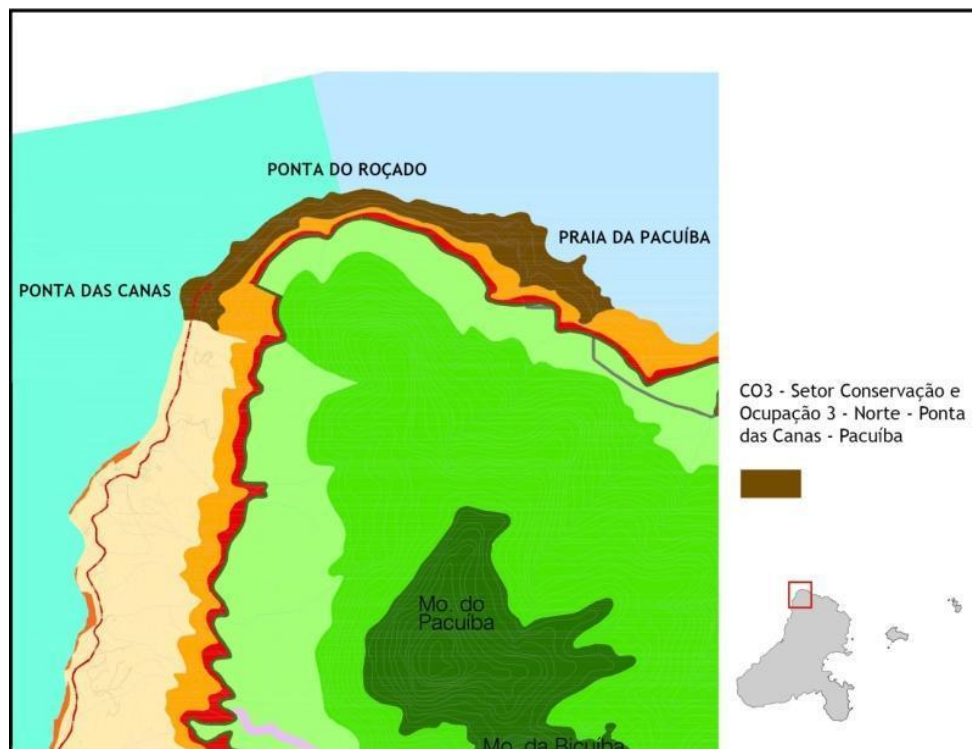 PONTA DO ROÇADO
PRAIA DA PACUÍBA
PONTA DAS CANAS
CO3 - Setor Conservação e
Ocupação 3 - Norte - Ponta
das Canas - Pacuíba
Mo. do
Pacuíba
Mo. da Bicuíba